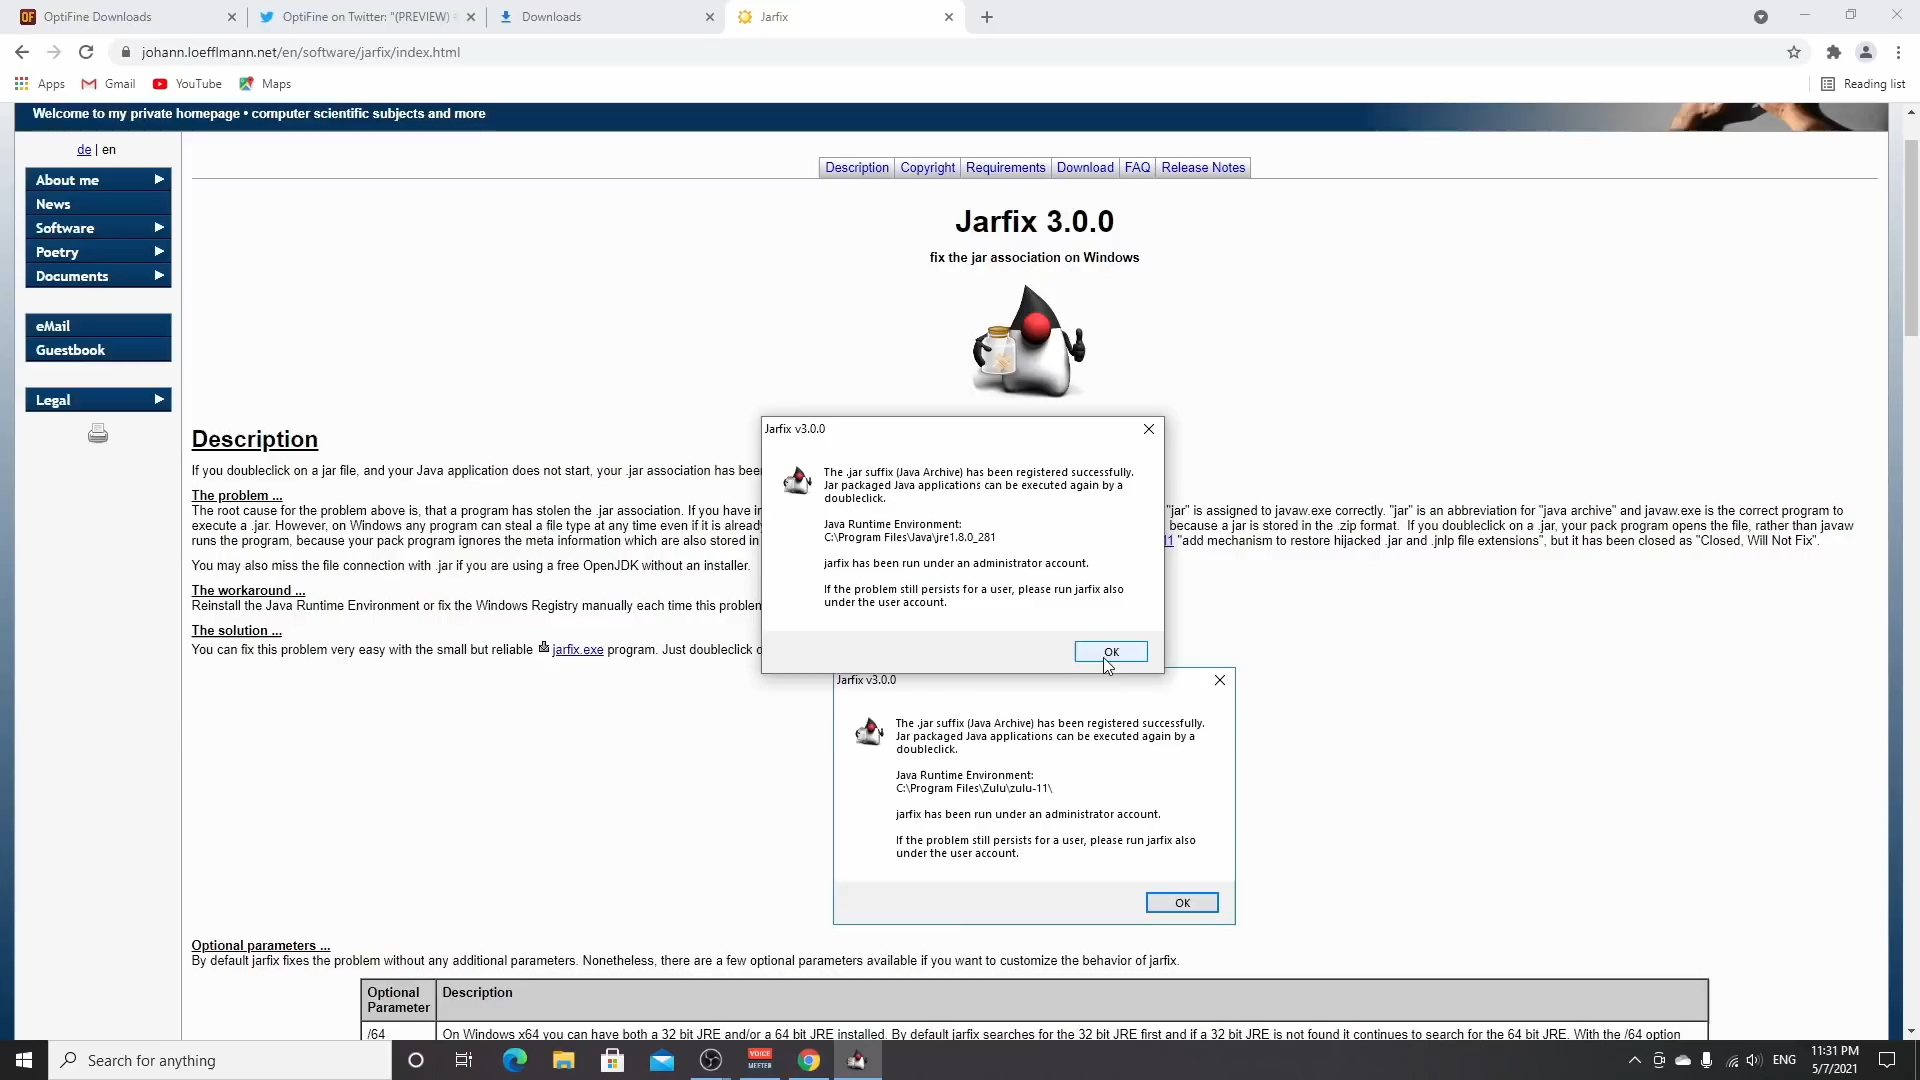 OptiFine Downloads
OptiFine on Twitter: "(PREVIEW)
Downloads
Jarfix
johann.loefflmann.net/en/software/jarfix/index.html
Apps
Gmail
YouTube
Maps
Reading list
Welcome to my private homepage • computer scientific subjects and more
de | en
About me
News
Software
Poetry
Documents
eMail
Guestbook
Legal
Description
Copyright
Requirements
Download
FAQ
Release Notes
Jarfix 3.0.0
fix the jar association on Windows
Description
If you doubleclick on a jar file, and your Java application does not start, your .jar association has bee
The problem ...
The root cause for the problem above is, that a program has stolen the .jar association. If you have in
"jar" is assigned to javaw.exe correctly. "jar" is an abbreviation for "java archive" and javaw.exe is the correct program to
execute a .jar. However, on Windows any program can steal a file type at any time even if it is already
because a jar is stored in the .zip format. If you doubleclick on a .jar, your pack program opens the file, rather than javaw
runs the program, because your pack program ignores the meta information which are also stored in
"add mechanism to restore hijacked .jar and .jnlp file extensions", but it has been closed as "Closed, Will Not Fix".
You may also miss the file connection with .jar if you are using a free OpenJDK without an installer.
The workaround ...
Reinstall the Java Runtime Environment or fix the Windows Registry manually each time this problem
The solution ...
You can fix this problem very easy with the small but reliable jarfix.exe program. Just doubleclick o
Jarfix v3.0.0
The .jar suffix (Java Archive) has been registered successfully.
Jar packaged Java applications can be executed again by a
doubleclick.
Java Runtime Environment:
C:\Program Files\Java\jre1.8.0_281
jarfix has been run under an administrator account.
If the problem still persists for a user, please run jarfix also
under the user account.
OK
Jarfix v3.0.0
The .jar suffix (Java Archive) has been registered successfully.
Jar packaged Java applications can be executed again by a
doubleclick.
Java Runtime Environment:
C:\Program Files\Zulu\zulu-11\
jarfix has been run under an administrator account.
If the problem still persists for a user, please run jarfix also
under the user account.
OK
Optional parameters ...
By default jarfix fixes the problem without any additional parameters. Nonetheless, there are a few optional parameters available if you want to customize the behavior of jarfix.
Optional
Parameter
Description
/64
On Windows x64 you can have both a 32 bit JRE and/or a 64 bit JRE installed. By default jarfix searches for the 32 bit JRE first and if a 32 bit JRE is not found it continues to search for the 64 bit JRE. With the /64 option
Search for anything
VOICE
MEETER
ENG
11:31 PM
5/7/2021